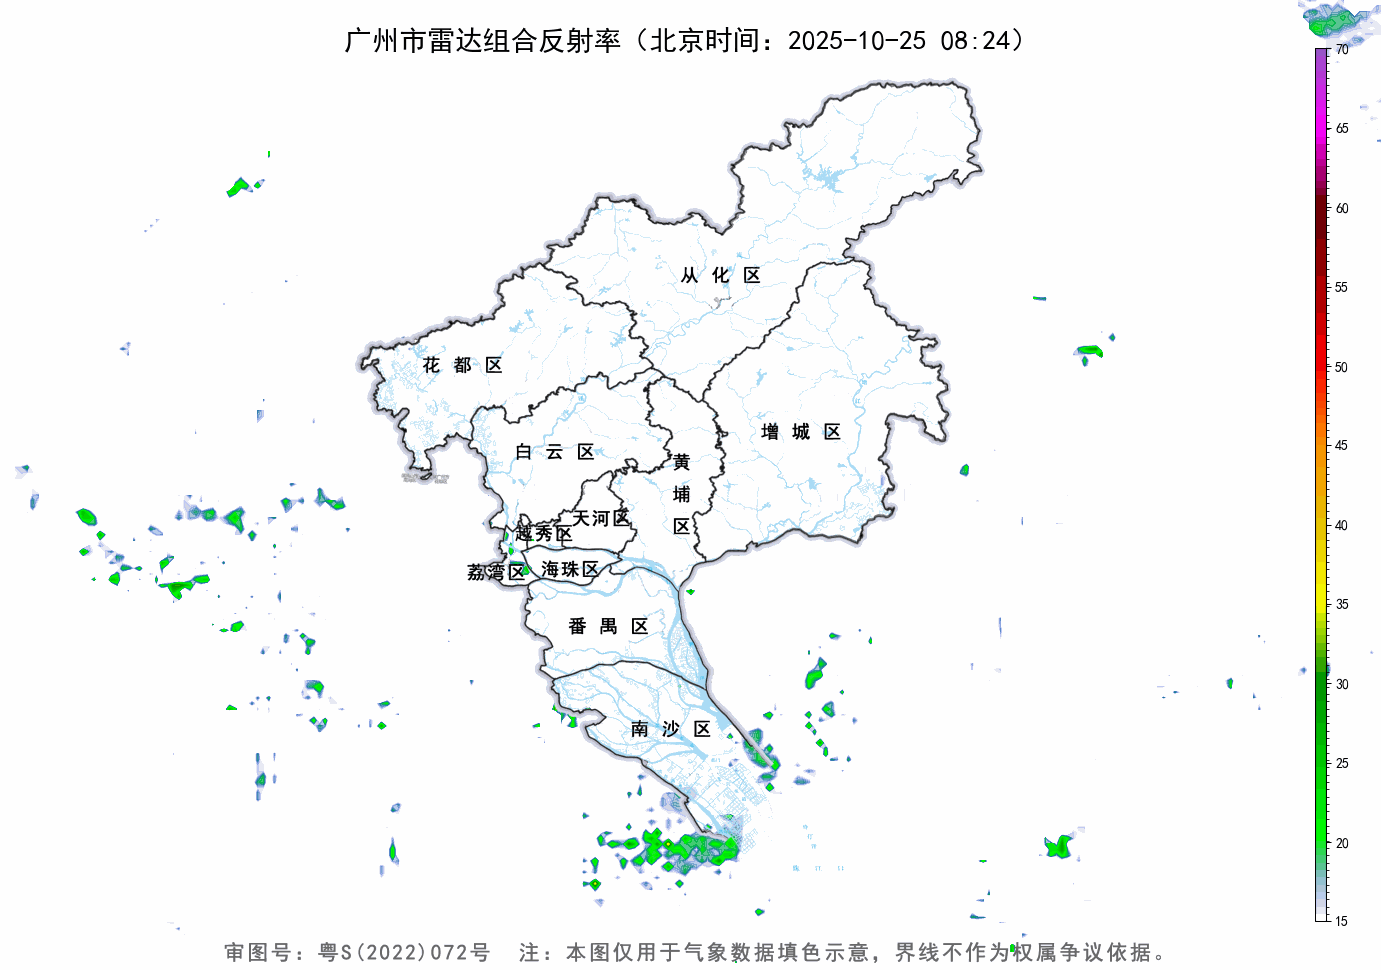 广州市雷达组合反射率（北京时间：2025-10-25 08:24）
70
65
60
55
50
45
40
35
30
25
20
15
从化区
花都区
增城区
白云区
黄埔区
天河区
越秀区
荔湾区
海珠区
番禺区
南沙区
审图号：粤S(2022)072号 注：本图仅用于气象数据填色示意，界线不作为权属争议依据。